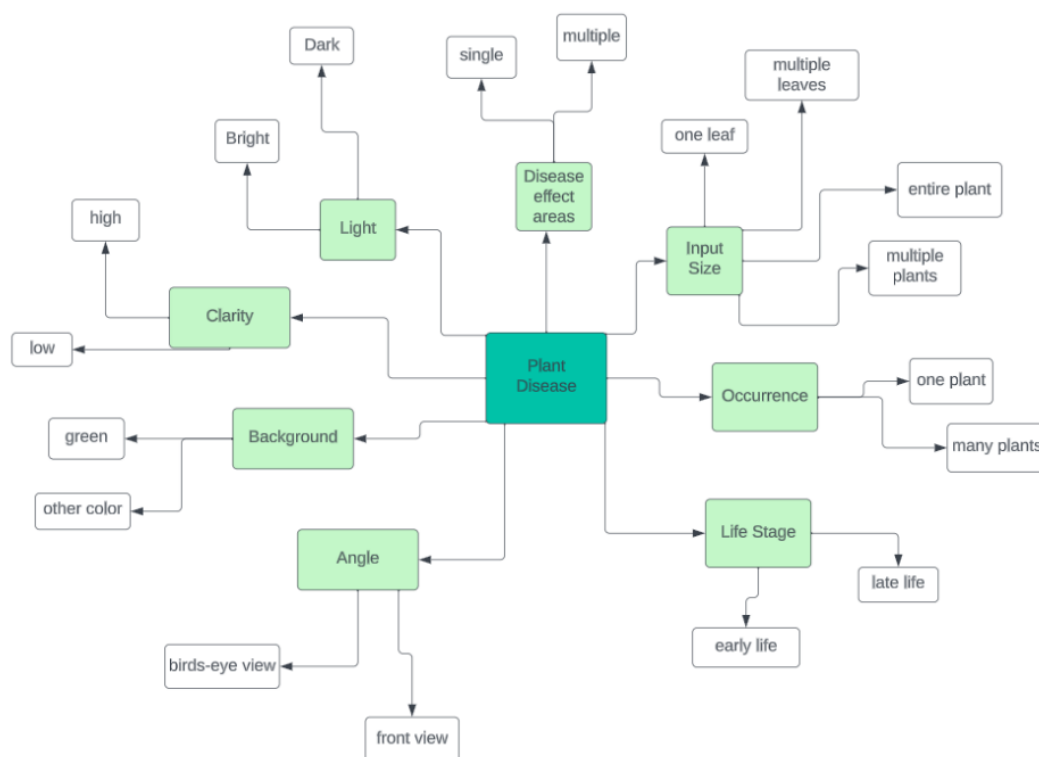 Dark
single
multiple
multiple
leaves
Bright
one leaf
Disease
effect
areas
entire plant
high
Light
Input
Size
multiple
plants
Clarity
low
Plant
Disease
one plant
Occurrence
green
Background
many plants
other color
Life Stage
Angle
late life
early life
birds-eye view
front view